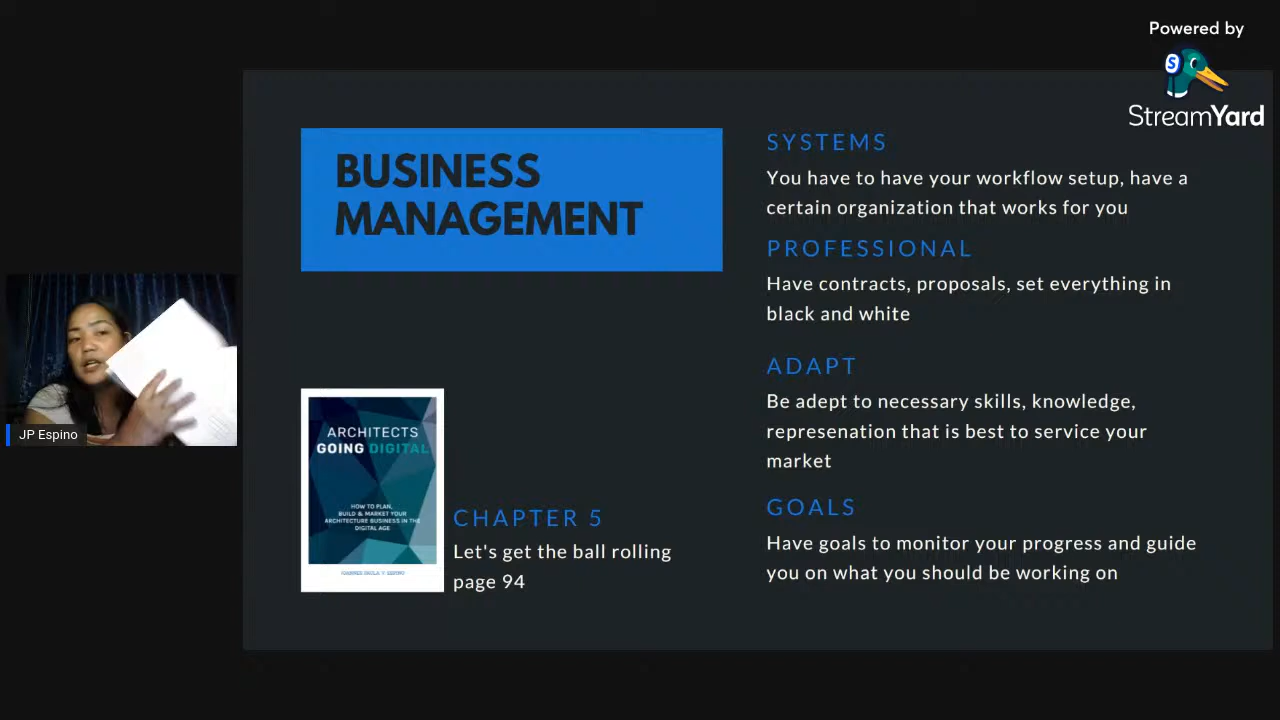 Powered by
S
StreamYard
BUSINESS
MANAGEMENT
SYSTEMS
You have to have your workflow setup, have a
certain organization that works for you
PROFESSIONAL
Have contracts, proposals, set everything in
black and white
ADAPT
Be adept to necessary skills, knowledge,
represenation that is best to service your
market
GOALS
Have goals to monitor your progress and guide
you on what you should be working on
JP Espino
ARCHITECTS
GOING DIGITAL
HOW TO PLAN,
BUILD & MARKET YOUR
ARCHITECTURE BUSINESS IN THE
DIGITAL AGE
CHAPTER 5
Let's get the ball rolling
page 94